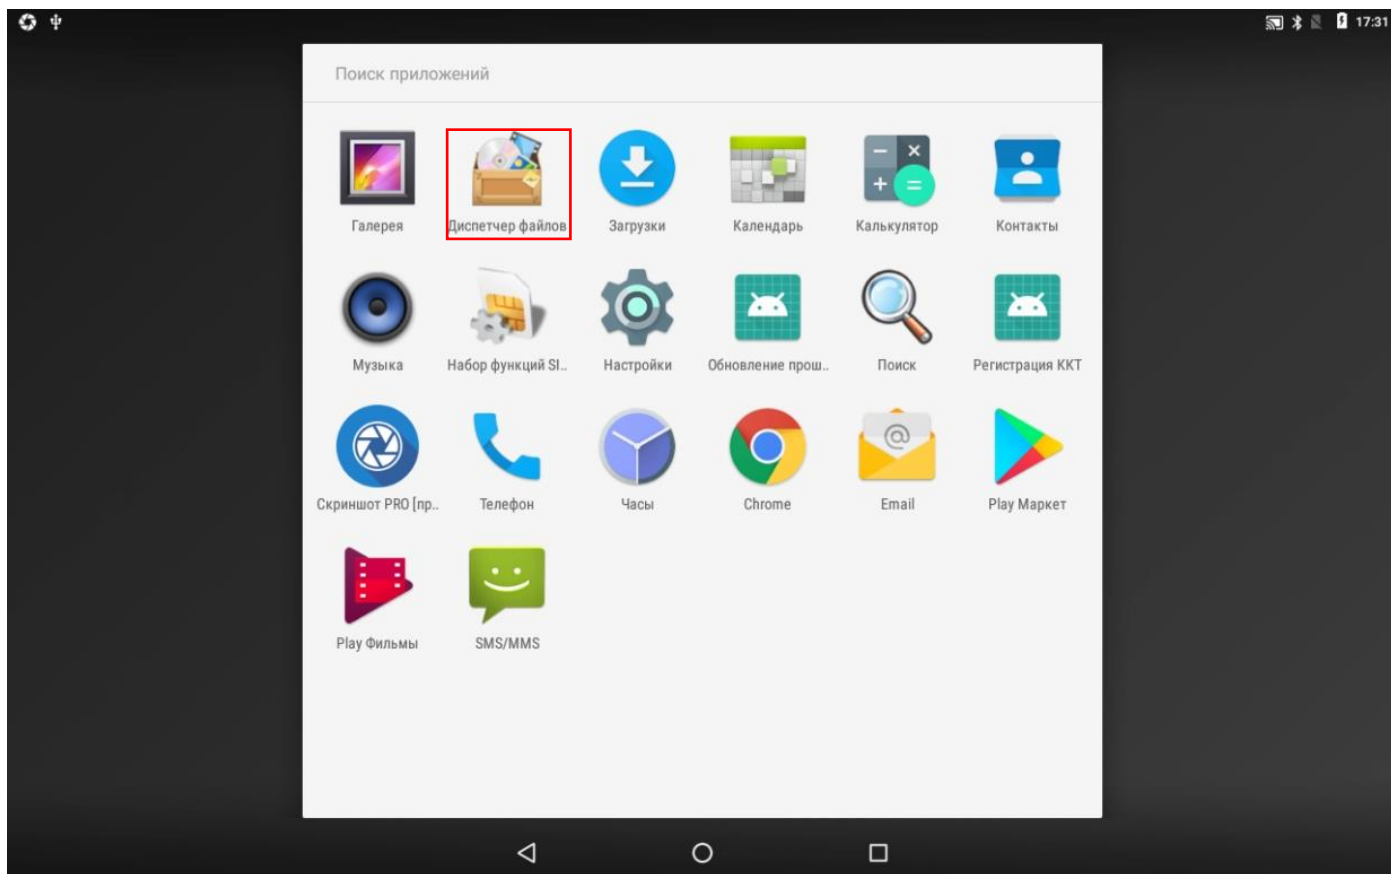 17:31
Поиск приложений
Галерея
Диспетчер файлов
Загрузки
Календарь
Калькулятор
Контакты
Музыка
Набор функций SI..
Настройки
Обновление прош..
Поиск
Регистрация ККТ
Скриншот PRO [пр..
Телефон
Часы
Chrome
Email
Play Маркет
Play Фильмы
SMS/MMS